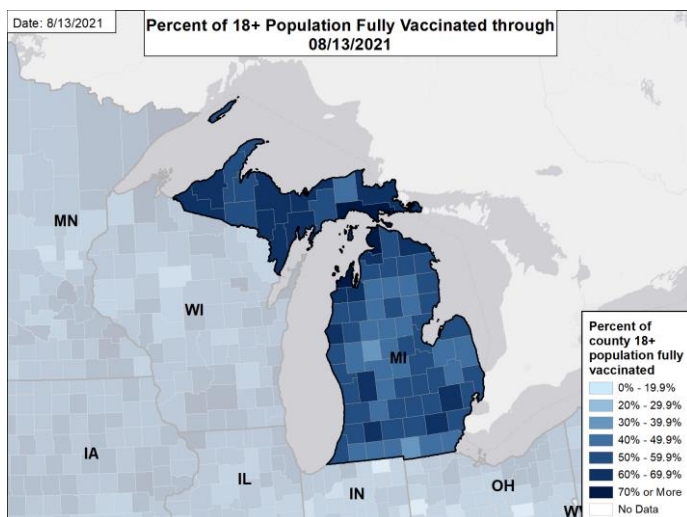 Date: 8/13/2021
Percent of 18+ Population Fully Vaccinated through
08/13/2021
MN
WI
MI
IA
IL
IN
OH
WV
Percent of
county 18+
population fully
vaccinated
0% - 19.9%
20% - 29.9%
30% - 39.9%
40% - 49.9%
50% - 59.9%
60% - 69.9%
70% or More
No Data